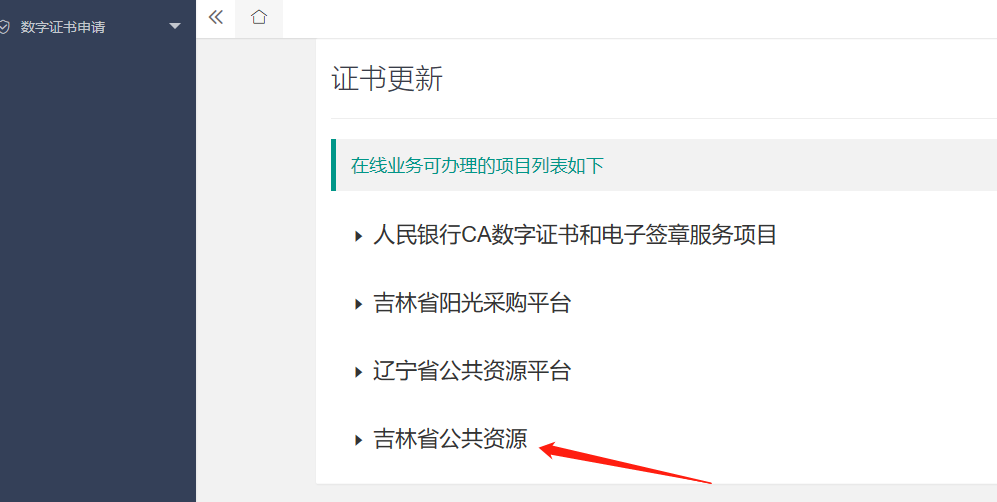 数字证书申请
证书更新
在线业务可办理的项目列表如下
人民银行CA数字证书和电子签章服务项目
吉林省阳光采购平台
辽宁省公共资源平台
吉林省公共资源